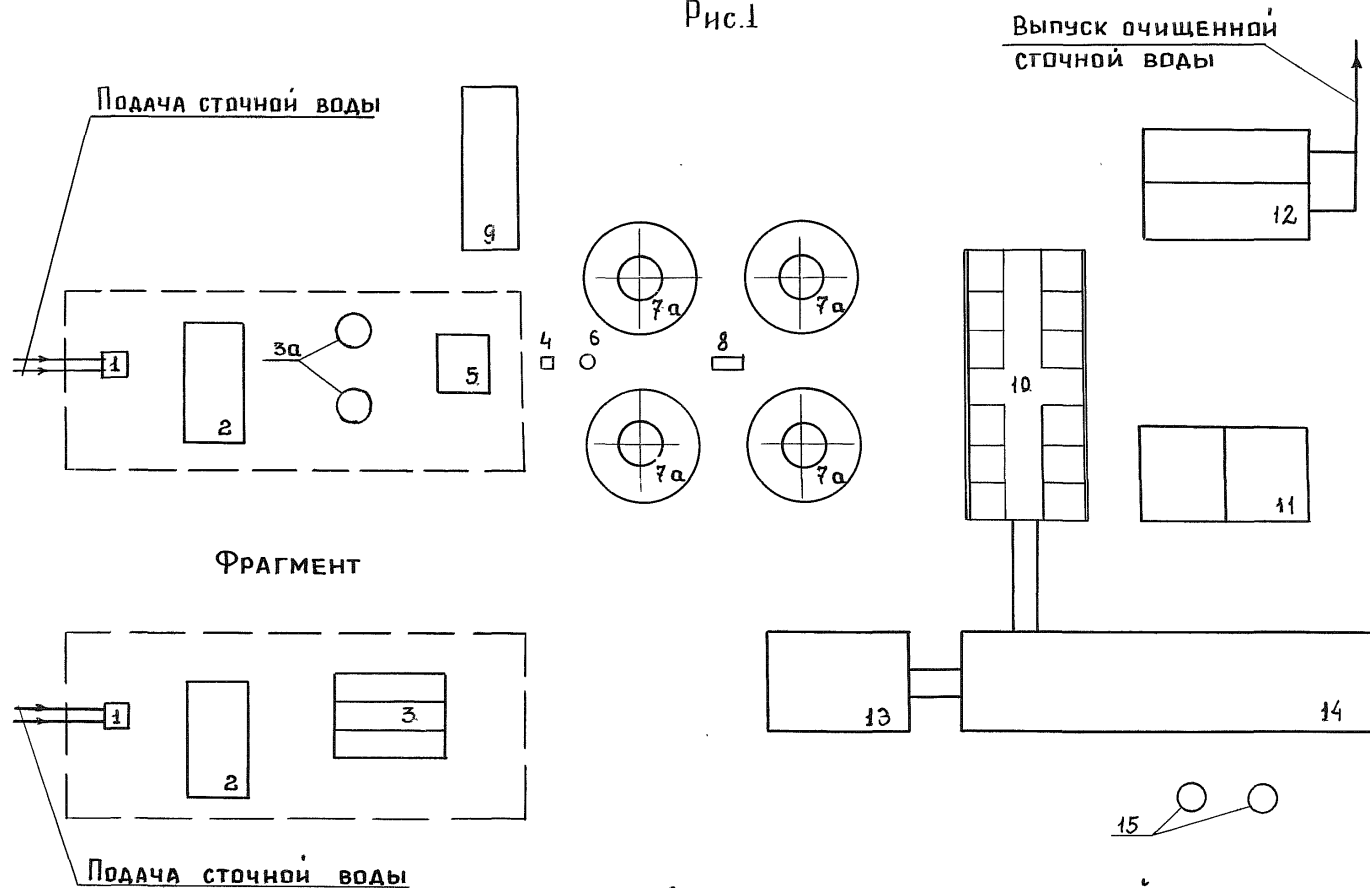 Рис.1
Выпуск очищенной
сточной воды
Подача сточной воды
9
12
7а
7а
1
2
3а
5
4
6
8
10
7а
7а
11
Фрагмент
1
2
3
13
14
15
Подача сточной воды